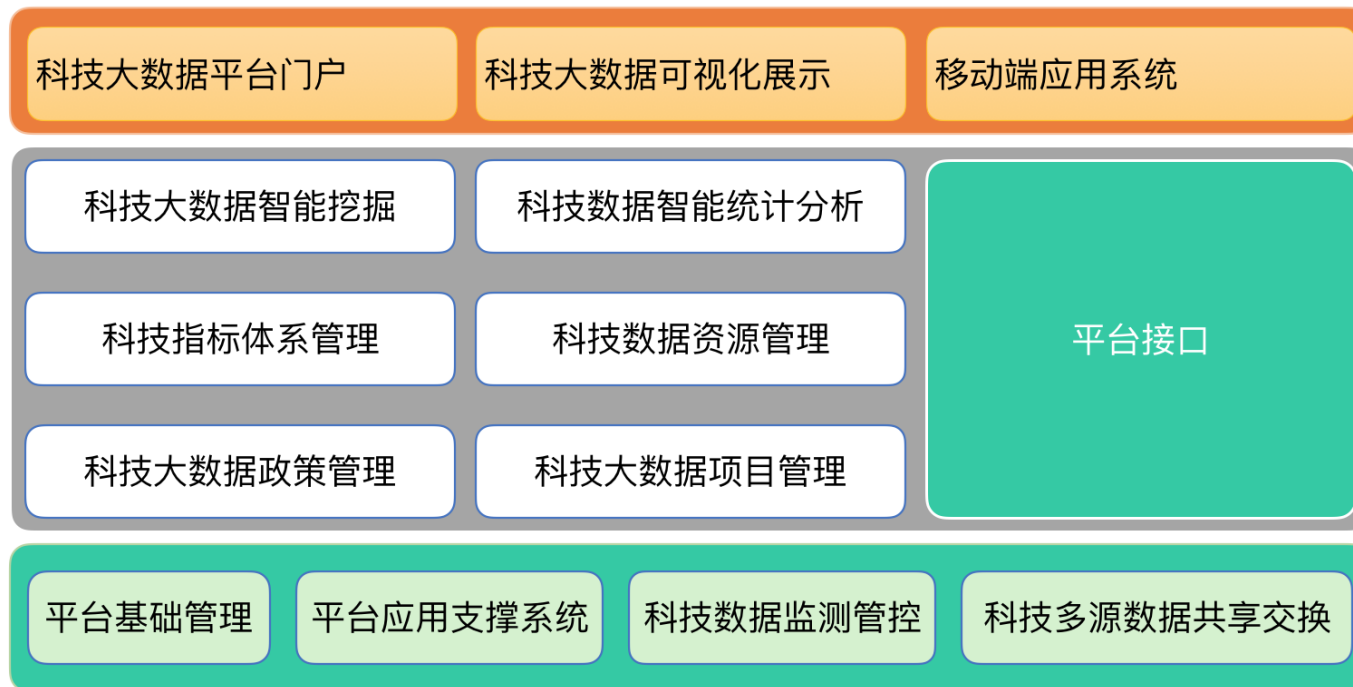 科技大数据平台门户
科技大数据可视化展示
移动端应用系统
科技大数据智能挖掘
科技数据智能统计分析
科技指标体系管理
科技数据资源管理
平台接口
科技大数据政策管理
科技大数据项目管理
平台基础管理
平台应用支撑系统
科技数据监测管控
科技多源数据共享交换